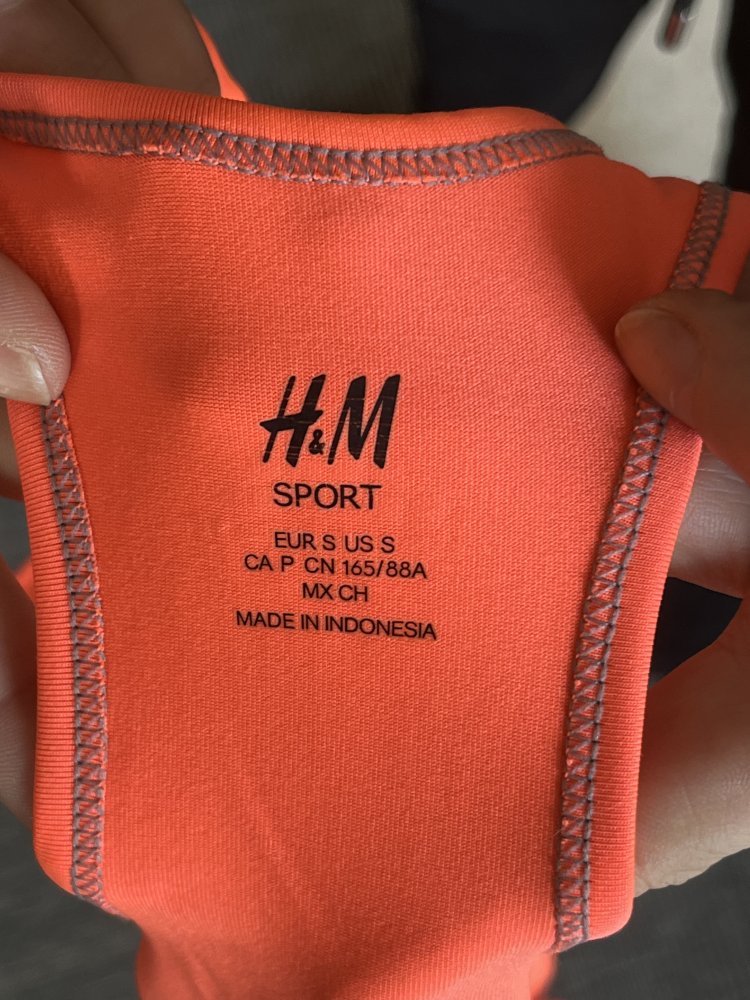 H&M
SPORT
EUR S US S
CA P CN 165/88A
MX CH
MADE IN INDONESIA